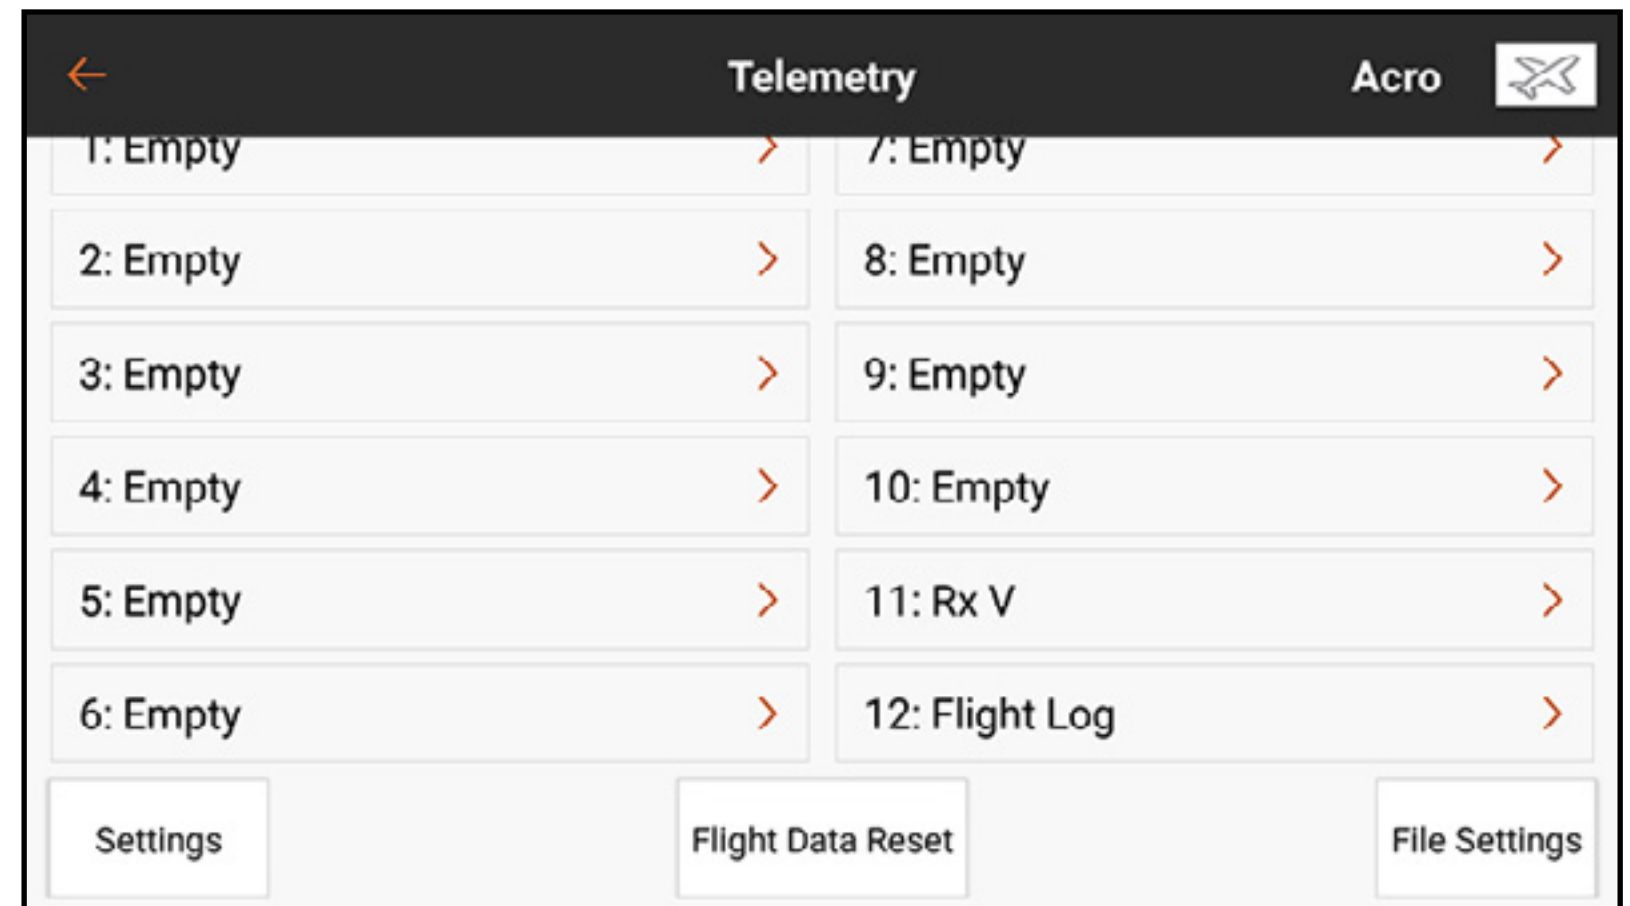 Telemetry
Acro
1: Empty
7: Empty
2: Empty
8: Empty
3: Empty
9: Empty
4: Empty
10: Empty
5: Empty
11: Rx V
6: Empty
12: Flight Log
Settings
Flight Data Reset
File Settings